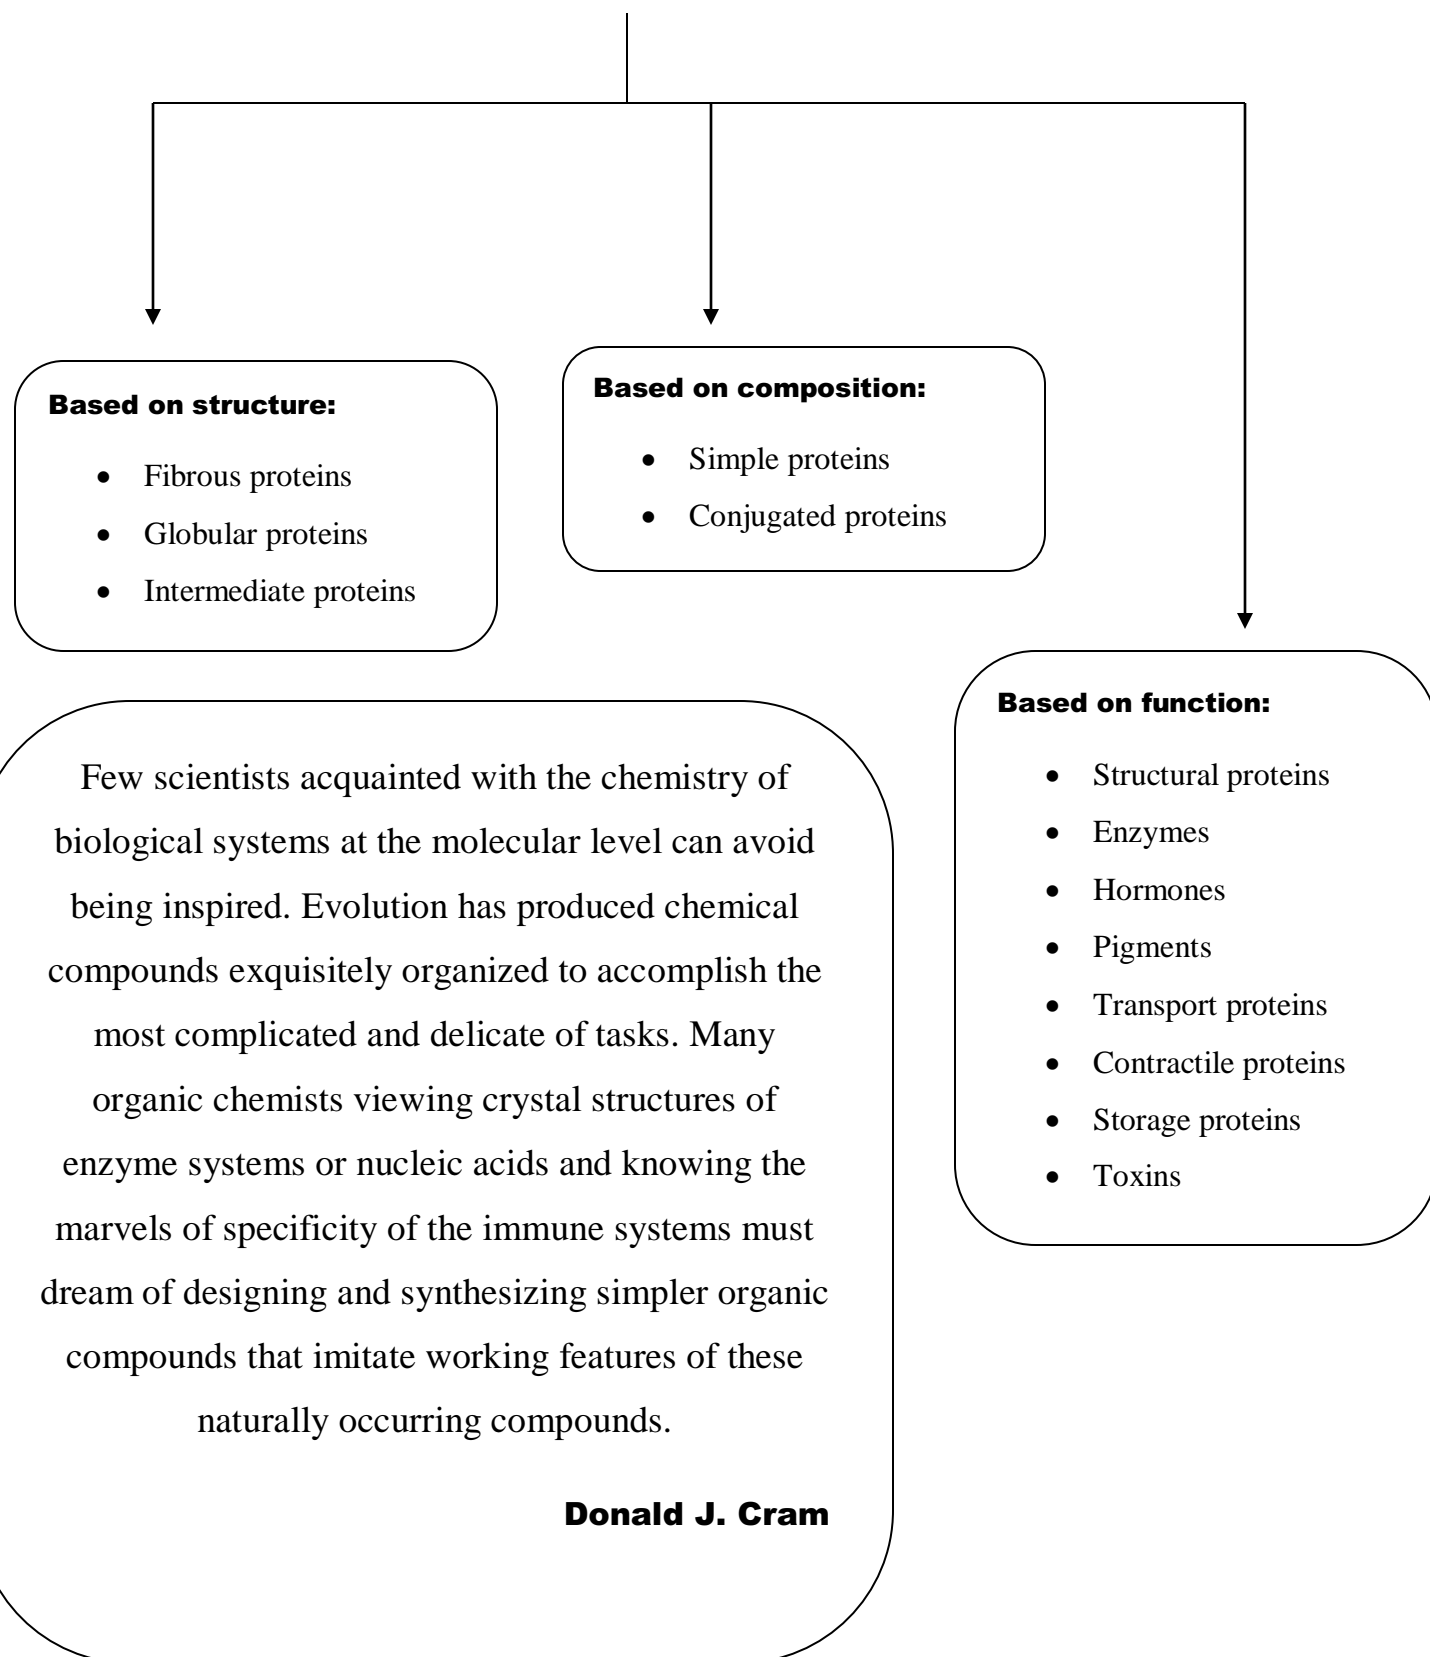 Based on structure:
• Fibrous proteins
• Globular proteins
• Intermediate proteins
Based on composition:
• Simple proteins
• Conjugated proteins
Based on function:
• Structural proteins
• Enzymes
• Hormones
• Pigments
• Transport proteins
• Contractile proteins
• Storage proteins
• Toxins
Few scientists acquainted with the chemistry of
biological systems at the molecular level can avoid
being inspired. Evolution has produced chemical
compounds exquisitely organized to accomplish the
most complicated and delicate of tasks. Many
organic chemists viewing crystal structures of
enzyme systems or nucleic acids and knowing the
marvels of specificity of the immune systems must
dream of designing and synthesizing simpler organic
compounds that imitate working features of these
naturally occurring compounds.
Donald J. Cram